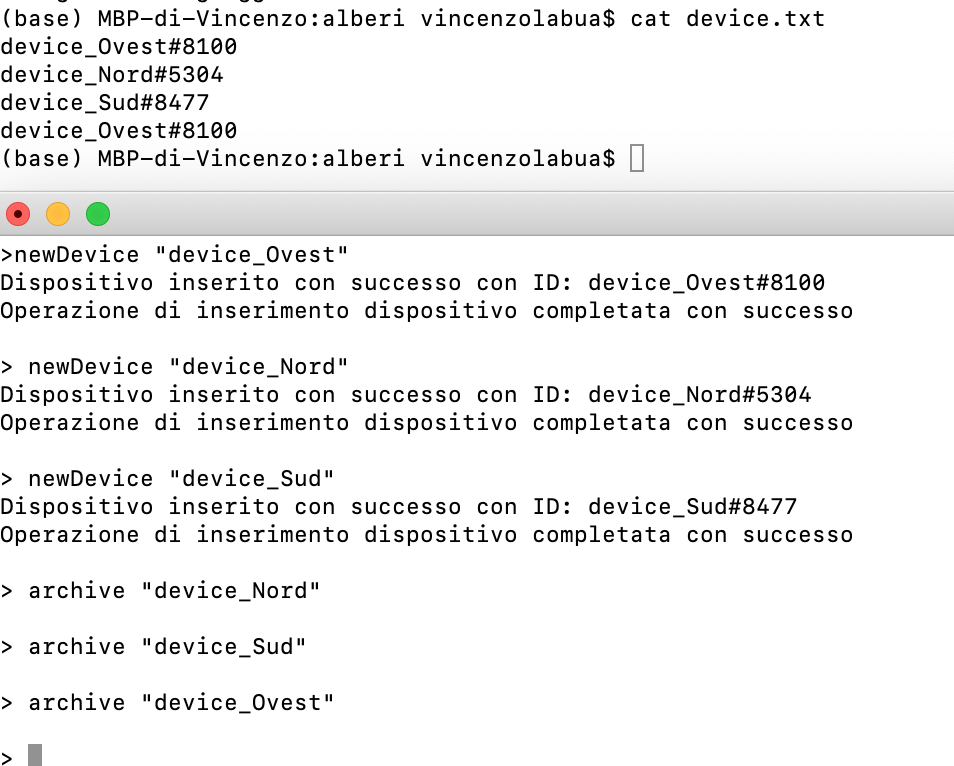 (base) MBP-di-Vincenzo:alberi vincenzolabua$ cat device.txt
device_Ovest#8100
device_Nord#5304
device_Sud#8477
device_Ovest#8100
(base) MBP-di-Vincenzo:alberi vincenzolabua$
>newDevice "device_Ovest"
Dispositivo inserito con successo con ID: device_Ovest#8100
Operazione di inserimento dispositivo completata con successo
> newDevice "device_Nord"
Dispositivo inserito con successo con ID: device_Nord#5304
Operazione di inserimento dispositivo completata con successo
> newDevice "device_Sud"
Dispositivo inserito con successo con ID: device_Sud#8477
Operazione di inserimento dispositivo completata con successo
> archive "device_Nord"
> archive "device_Sud"
> archive "device_Ovest"
>